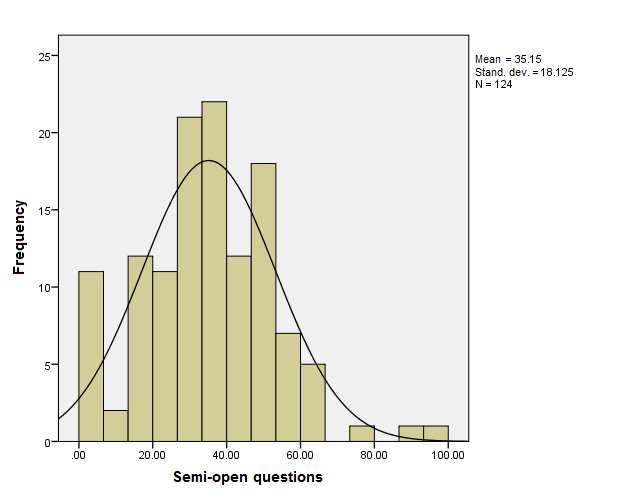 Mean = 35.15
Stand. dev. = 18.125
N = 124
Frequency
25
20
15
10
5
0
.00 20.00 40.00 60.00 80.00 100.00
Semi-open questions